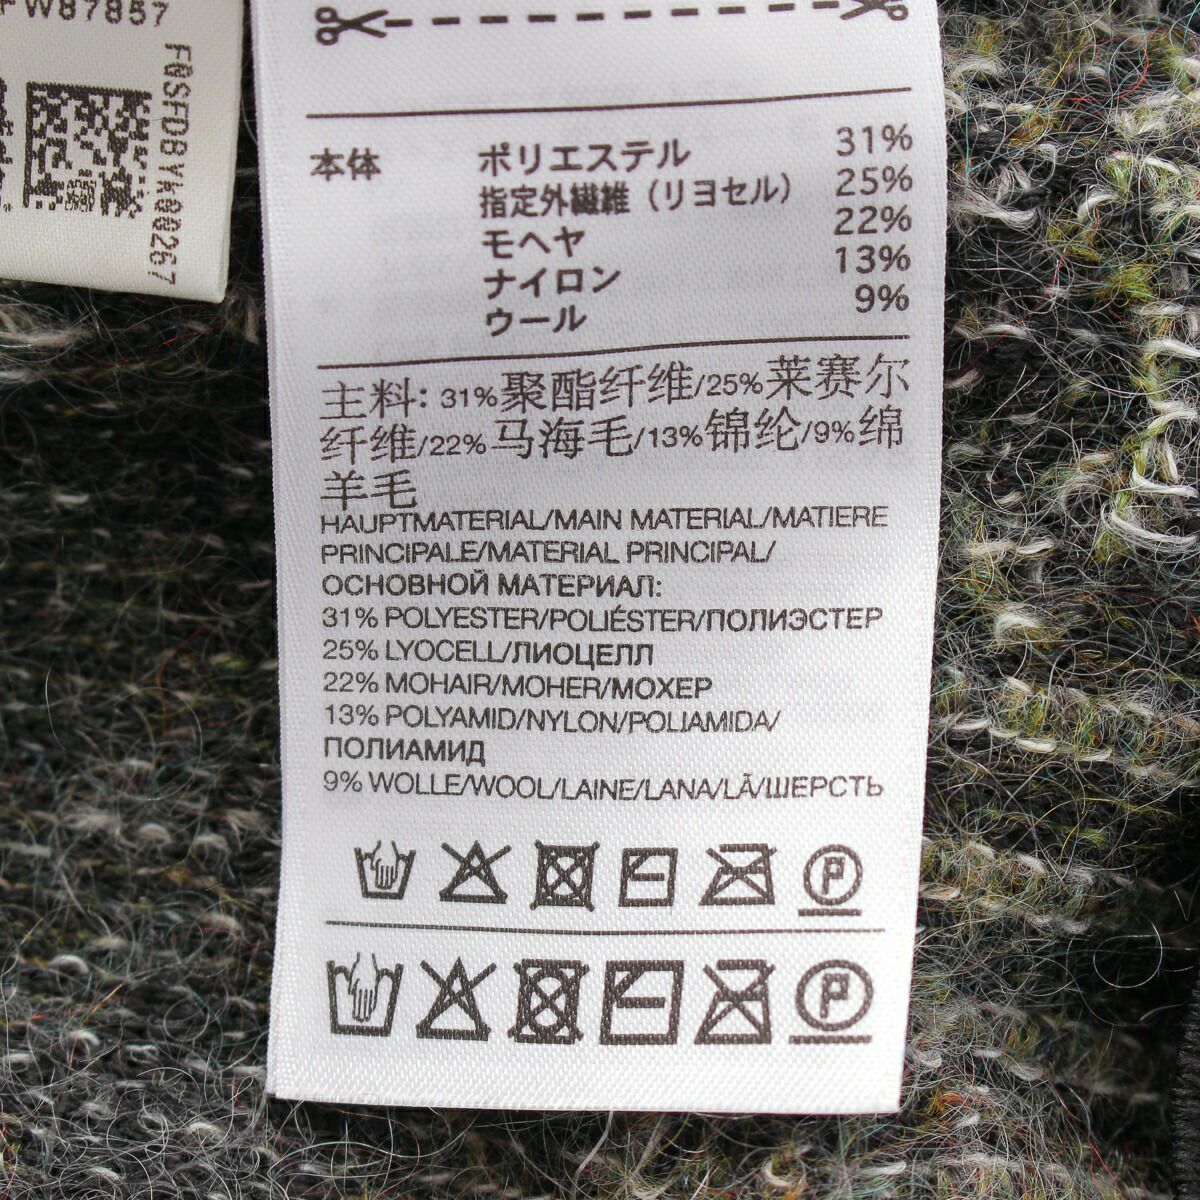 FW87857
F0SFDBYK00267
本体
ポリエステル 31%
指定外繊維（リヨセル） 25%
モヘヤ 22%
ナイロン 13%
ウール 9%
主料: 31%聚酯纤维/25%莱赛尔
纤维/22%马海毛/13%锦纶/9%绵
羊毛
HAUPTMATERIAL/MAIN MATERIAL/MATIERE
PRINCIPALE/MATERIAL PRINCIPAL/
ОСНОВНОЙ МАТЕРИАЛ:
31% POLYESTER/POLIÉSTER/ПОЛИЭСТЕР
25% LYOCELL/ЛИОЦЕЛЛ
22% MOHAIR/MOHER/МОХЕР
13% POLYAMID/NYLON/POLIAMIDA/
ПОЛИАМИД
9% WOLLE/WOOL/LAINE/LANA/LÃ/ШЕРСТЬ
P
P